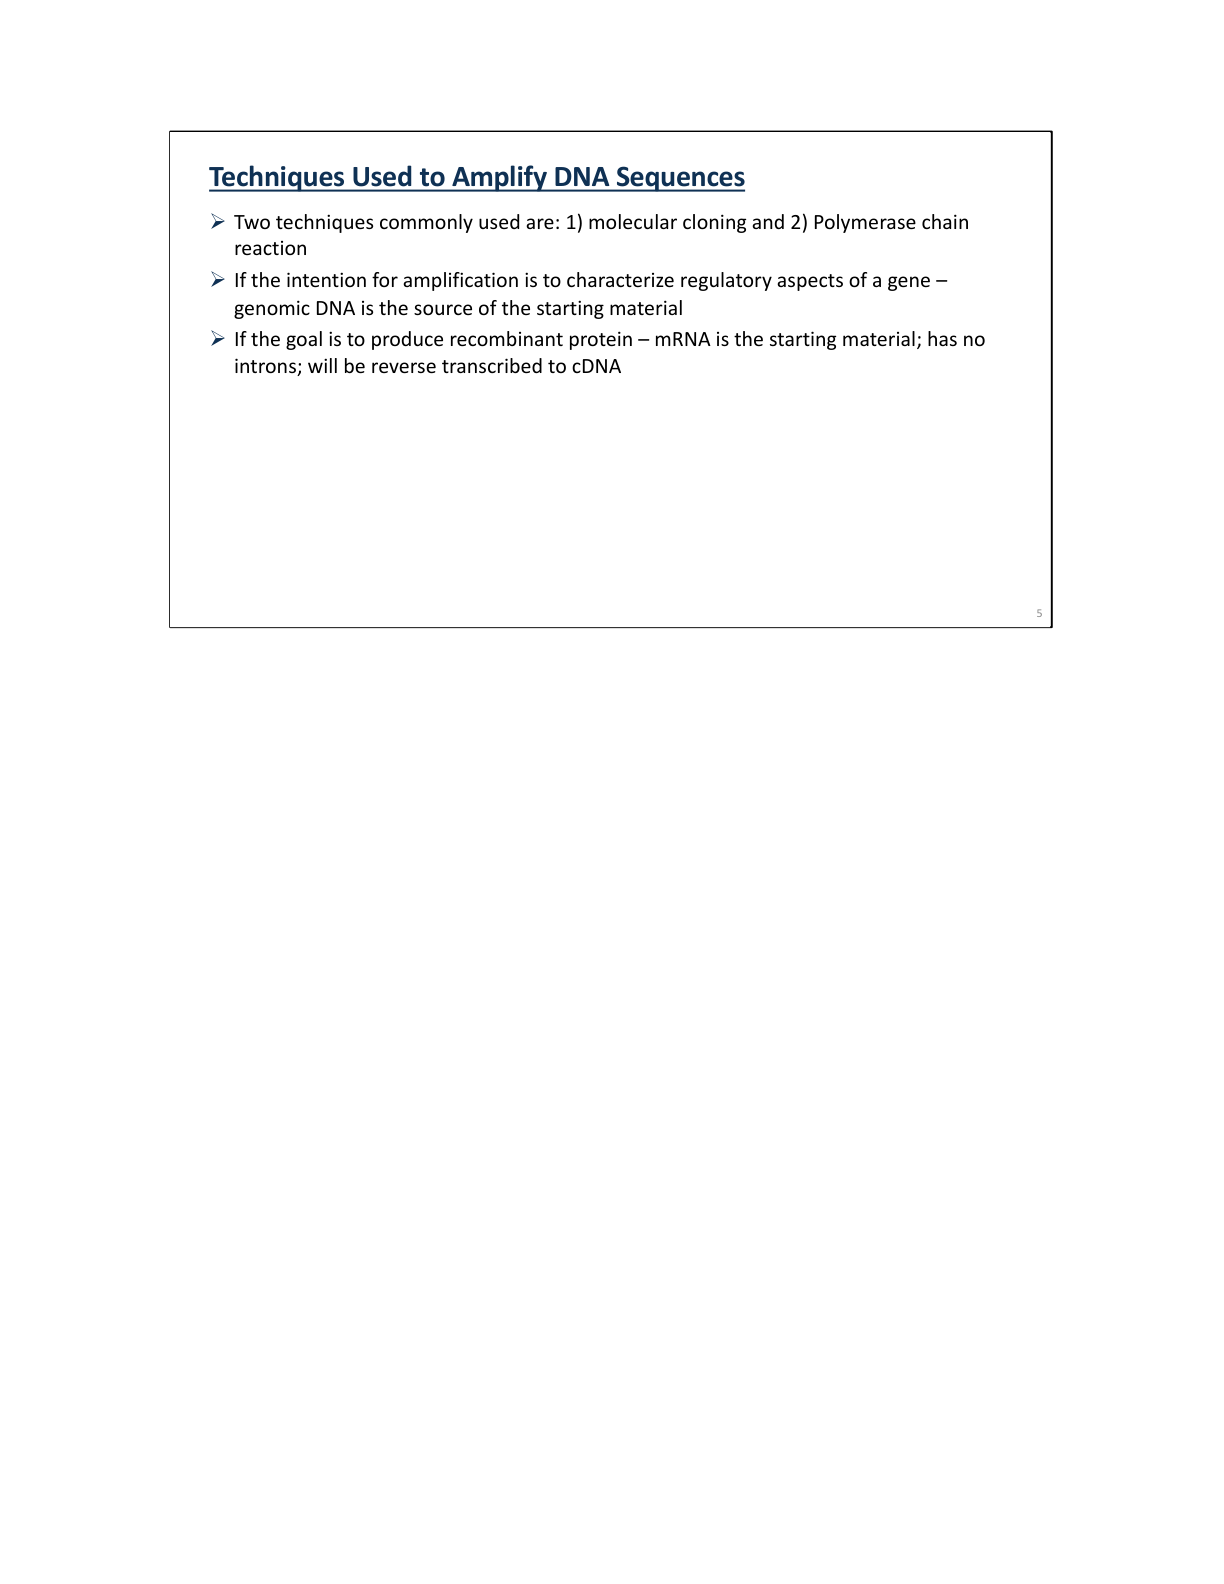 Techniques Used to Amplify DNA Sequences
➢ Two techniques commonly used are: 1) molecular cloning and 2) Polymerase chain
reaction
➢ If the intention for amplification is to characterize regulatory aspects of a gene –
genomic DNA is the source of the starting material
➢ If the goal is to produce recombinant protein – mRNA is the starting material; has no
introns; will be reverse transcribed to cDNA
5